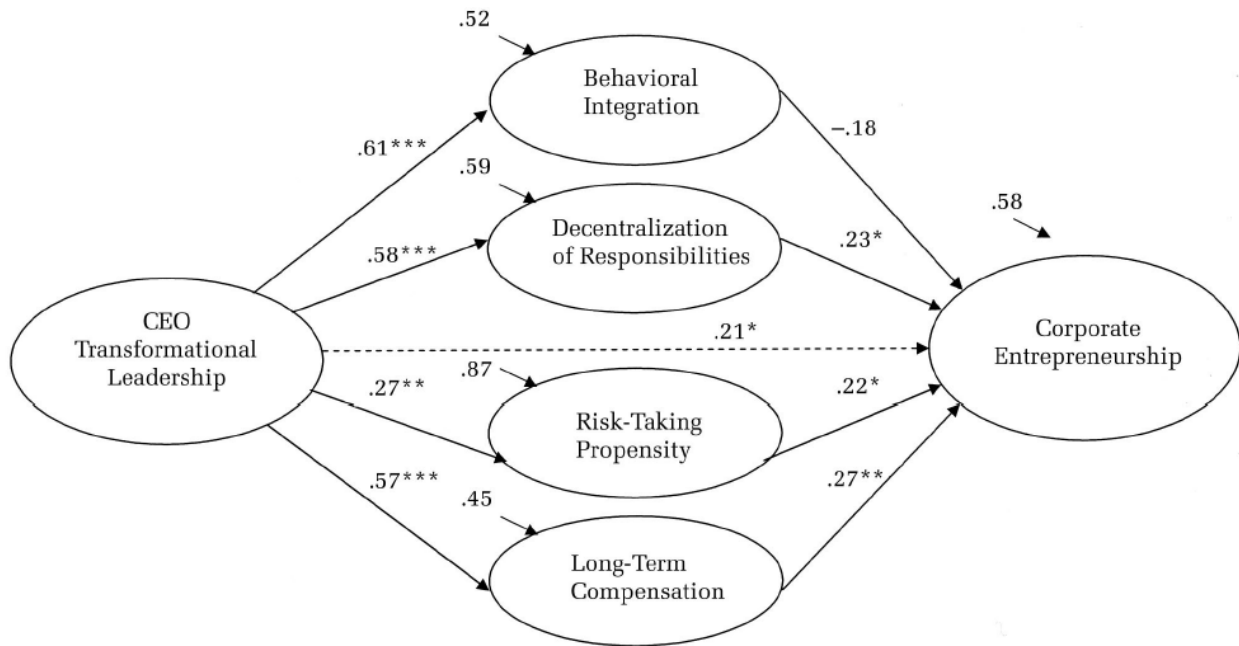 .52
Behavioral
Integration
.61***
−.18
.59
Decentralization
of Responsibilities
.58***
.23*
.58
CEO
Transformational
Leadership
.21*
Corporate
Entrepreneurship
.87
.27**
Risk-Taking
Propensity
.22*
.57***
.27**
.45
Long-Term
Compensation